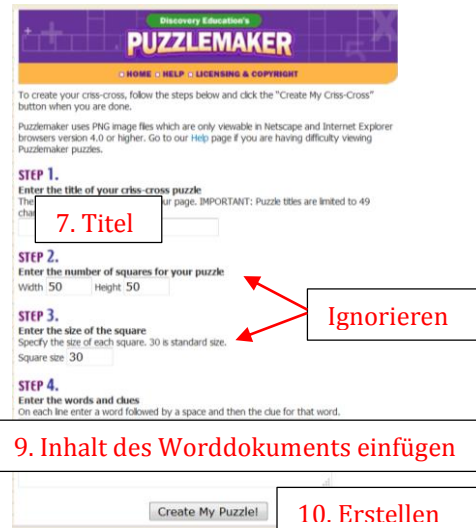 Discovery Education's
PUZZLEMAKER
HOME HELP LICENSING & COPYRIGHT
To create your criss-cross, follow the steps below and click the "Create My Criss-Cross"
button when you are done.
Puzzlemaker uses PNG image files which are only viewable in Netscape and Internet Explorer
browsers version 4.0 or higher. Go to our Help page if you are having difficulty viewing
Puzzlemaker puzzles.
STEP 1.
Enter the title of your criss-cross puzzle
The ur page. IMPORTANT: Puzzle titles are limited to 49
cha
7. Titel
STEP 2.
Enter the number of squares for your puzzle
Width 50 Height 50
Ignorieren
STEP 3.
Enter the size of the square
Specify the size of each square. 30 is standard size.
Square size 30
STEP 4.
Enter the words and clues
On each line enter a word followed by a space and then the clue for that word.
9. Inhalt des Worddokuments einfügen
Create My Puzzle!
10. Erstellen